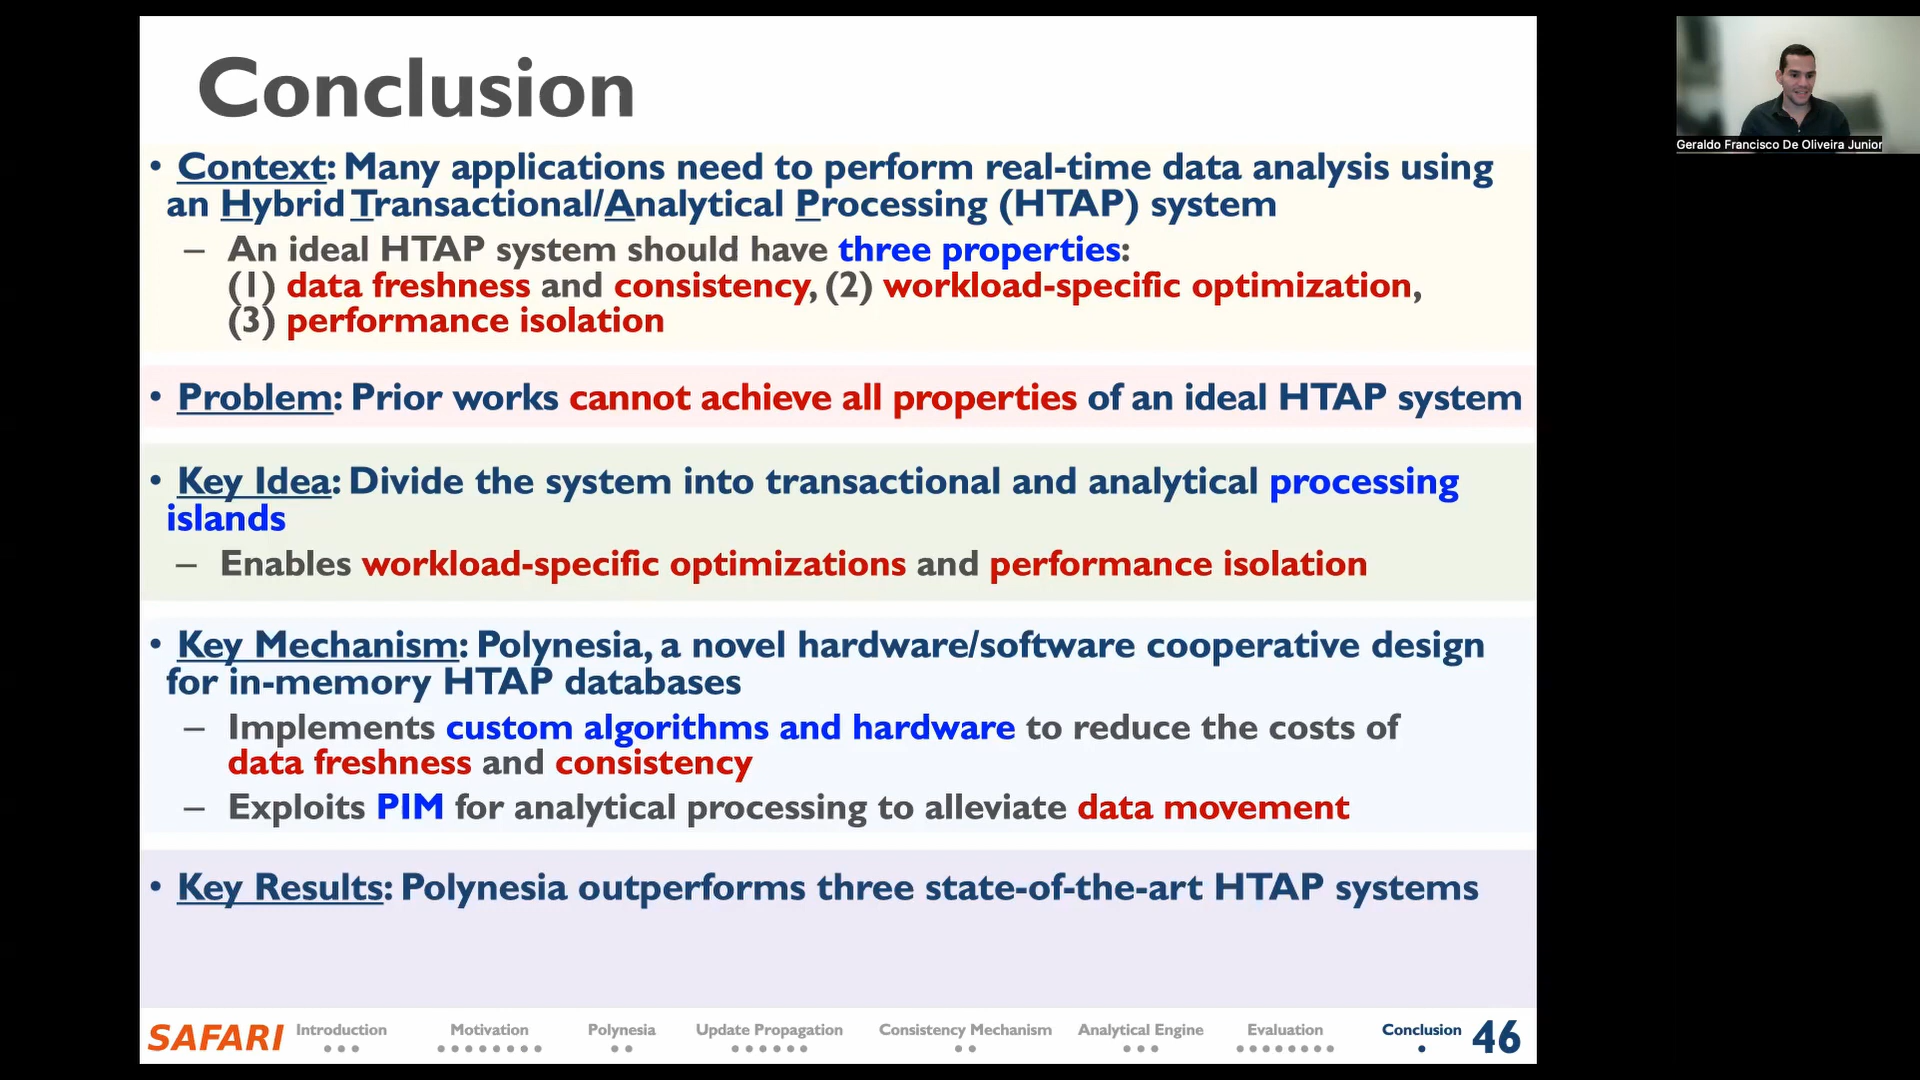 Conclusion
Geraldo Francisco De Oliveira Junior
• Context: Many applications need to perform real-time data analysis using
an Hybrid Transactional/Analytical Processing (HTAP) system
– An ideal HTAP system should have three properties:
(1) data freshness and consistency, (2) workload-specific optimization,
(3) performance isolation
• Problem: Prior works cannot achieve all properties of an ideal HTAP system
• Key Idea: Divide the system into transactional and analytical processing
islands
– Enables workload-specific optimizations and performance isolation
• Key Mechanism: Polynesia, a novel hardware/software cooperative design
for in-memory HTAP databases
– Implements custom algorithms and hardware to reduce the costs of
data freshness and consistency
– Exploits PIM for analytical processing to alleviate data movement
• Key Results: Polynesia outperforms three state-of-the-art HTAP systems
SAFARI Introduction Motivation Polynesia Update Propagation Consistency Mechanism Analytical Engine Evaluation Conclusion 46